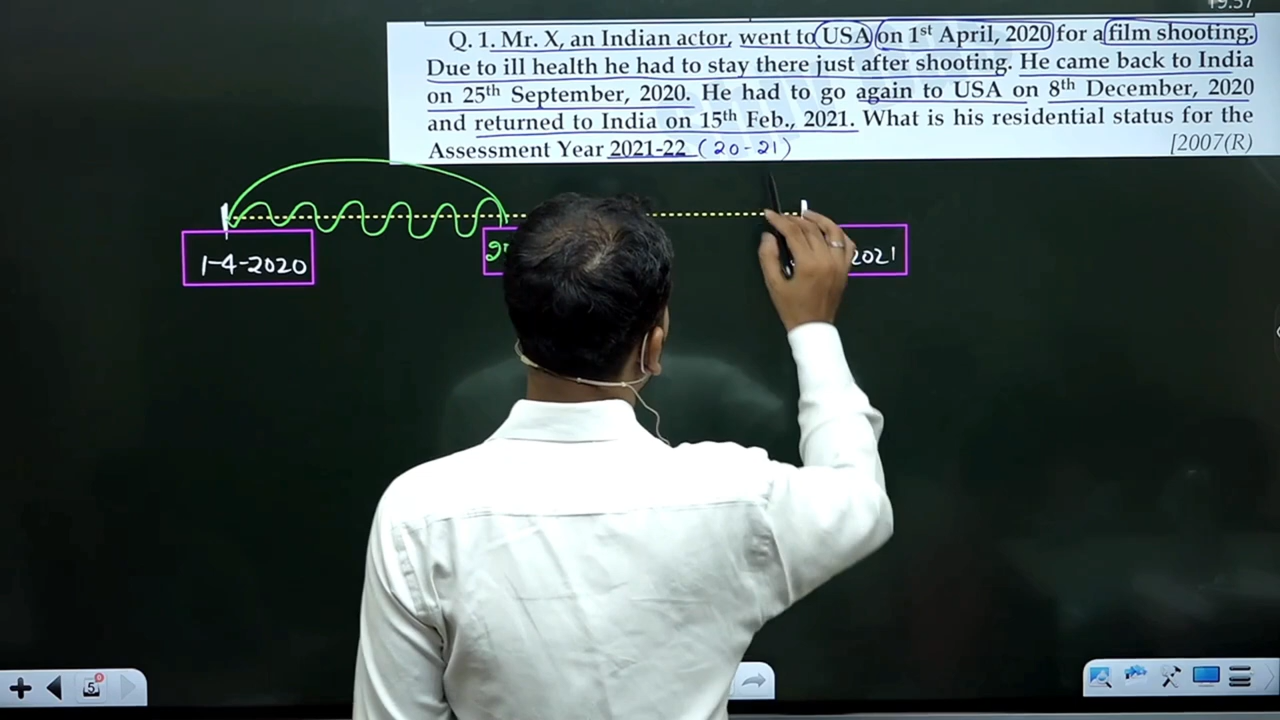 19:37
Q. 1. Mr. X, an Indian actor, went to USA on 1st April, 2020 for a film shooting.
Due to ill health he had to stay there just after shooting. He came back to India
on 25th September, 2020. He had to go again to USA on 8th December, 2020
and returned to India on 15th Feb., 2021. What is his residential status for the
Assessment Year 2021-22 (20-21) [2007(R)
1-4-2020 2021
5